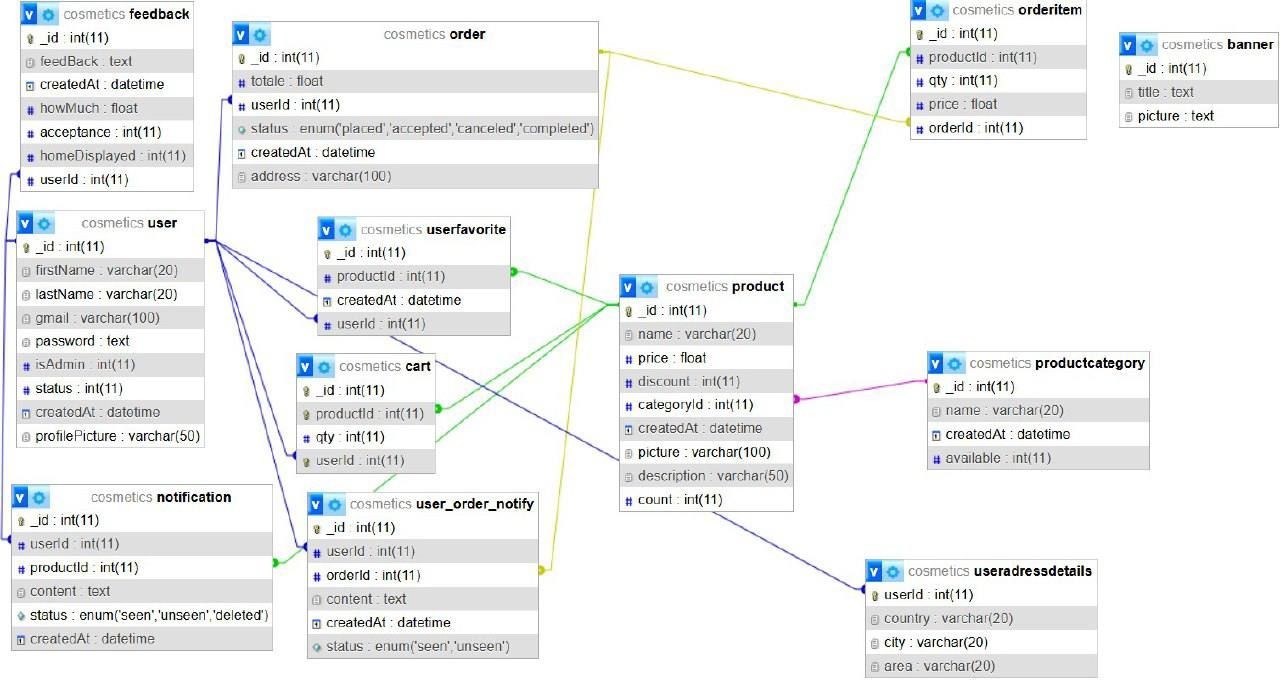 cosmetics feedback
_id : int(11)
feedBack : text
createdAt : datetime
howMuch : float
acceptance : int(11)
homeDisplayed : int(11)
userId : int(11)
cosmetics order
_id : int(11)
totale : float
userId : int(11)
status : enum('placed','accepted','canceled','completed')
createdAt : datetime
address : varchar(100)
cosmetics orderitem
_id : int(11)
productId : int(11)
qty : int(11)
price : float
orderId : int(11)
cosmetics banner
_id : int(11)
title : text
picture : text
cosmetics user
_id : int(11)
firstName : varchar(20)
lastName : varchar(20)
gmail : varchar(100)
password : text
isAdmin : int(11)
status : int(11)
createdAt : datetime
profilePicture : varchar(50)
cosmetics userfavorite
_id : int(11)
productId : int(11)
createdAt : datetime
userId : int(11)
cosmetics cart
_id : int(11)
productId : int(11)
qty : int(11)
userId : int(11)
cosmetics product
_id : int(11)
name : varchar(20)
price : float
discount : int(11)
categoryId : int(11)
createdAt : datetime
picture : varchar(100)
description : varchar(50)
count : int(11)
cosmetics productcategory
_id : int(11)
name : varchar(20)
createdAt : datetime
available : int(11)
cosmetics notification
_id : int(11)
userId : int(11)
productId : int(11)
content : text
status : enum('seen','unseen','deleted')
createdAt : datetime
cosmetics user_order_notify
_id : int(11)
userId : int(11)
orderId : int(11)
content : text
createdAt : datetime
status : enum('seen','unseen')
cosmetics useradressdetails
userId : int(11)
country : varchar(20)
city : varchar(20)
area : varchar(20)